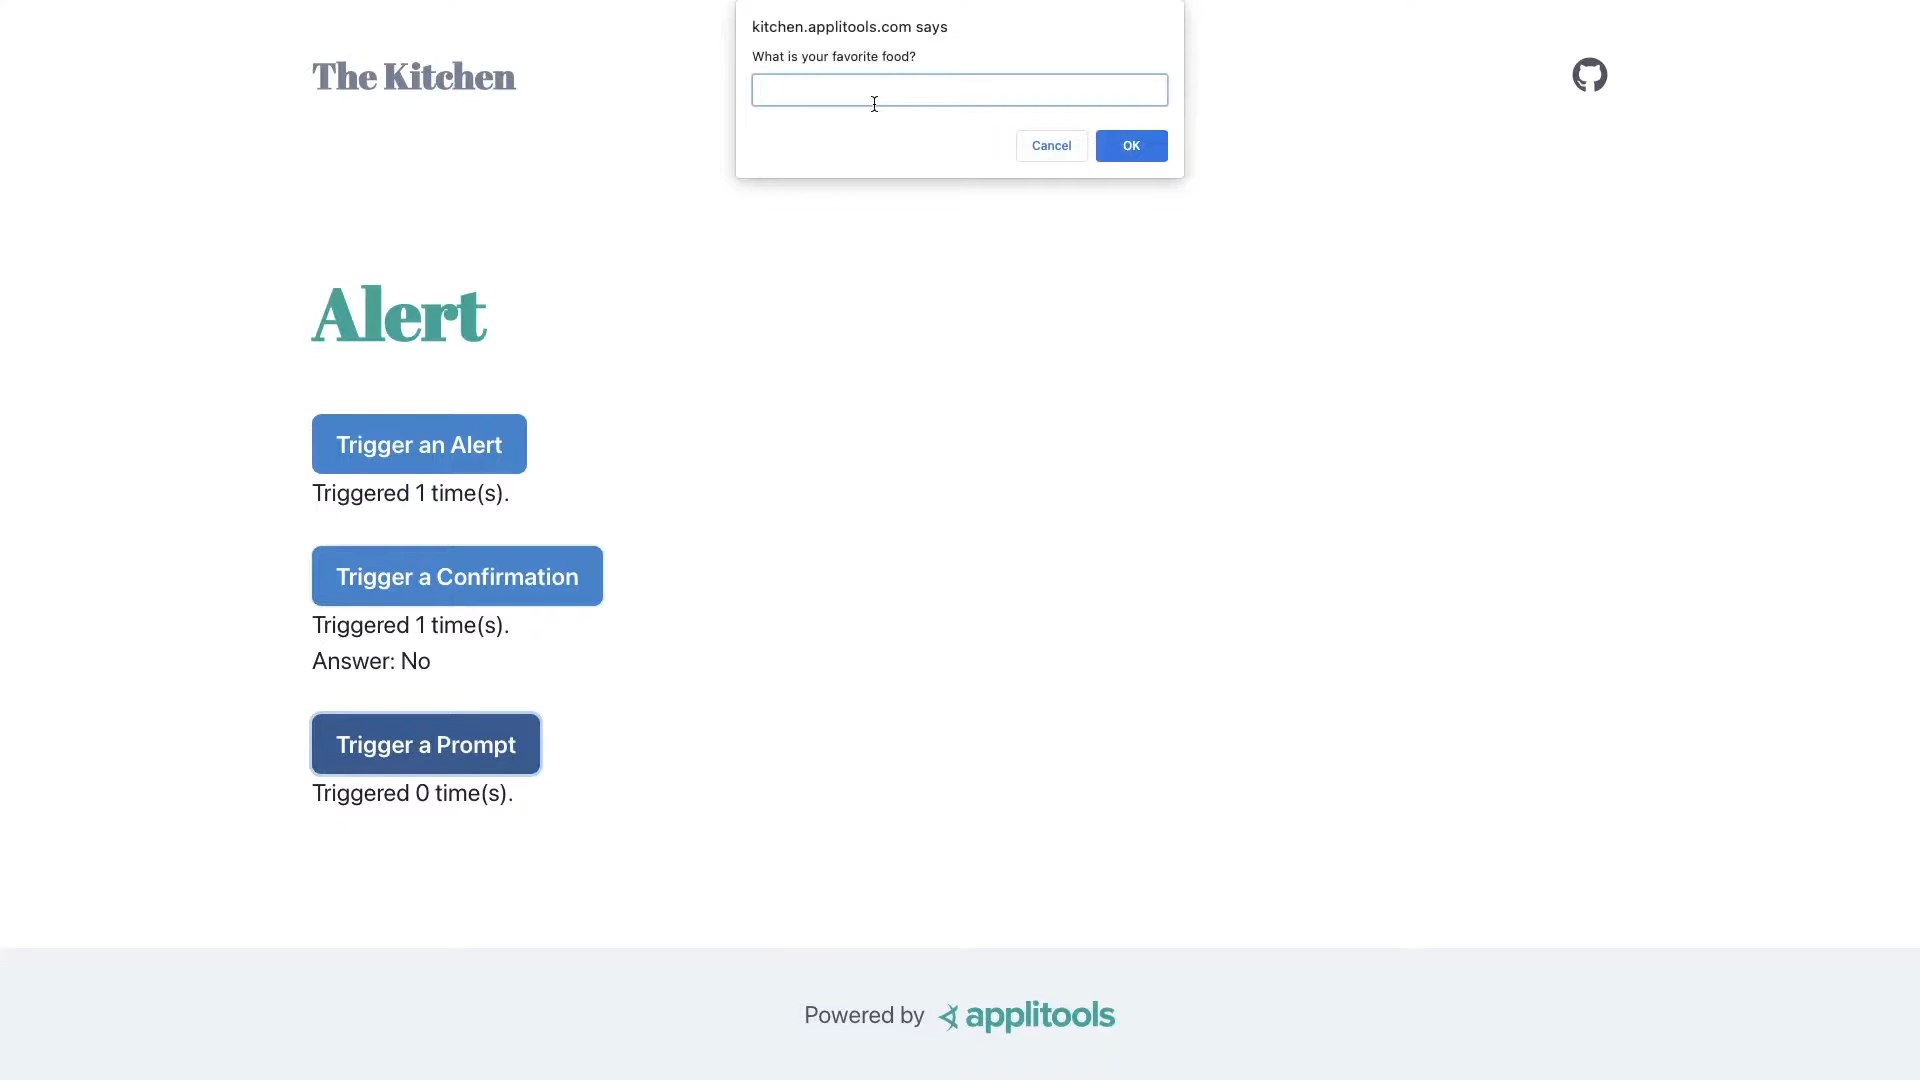 kitchen.applitools.com says
What is your favorite food?
Cancel
OK
The Kitchen
Alert
Trigger an Alert
Triggered 1 time(s).
Trigger a Confirmation
Triggered 1 time(s).
Answer: No
Trigger a Prompt
Triggered 0 time(s).
Powered by applitools